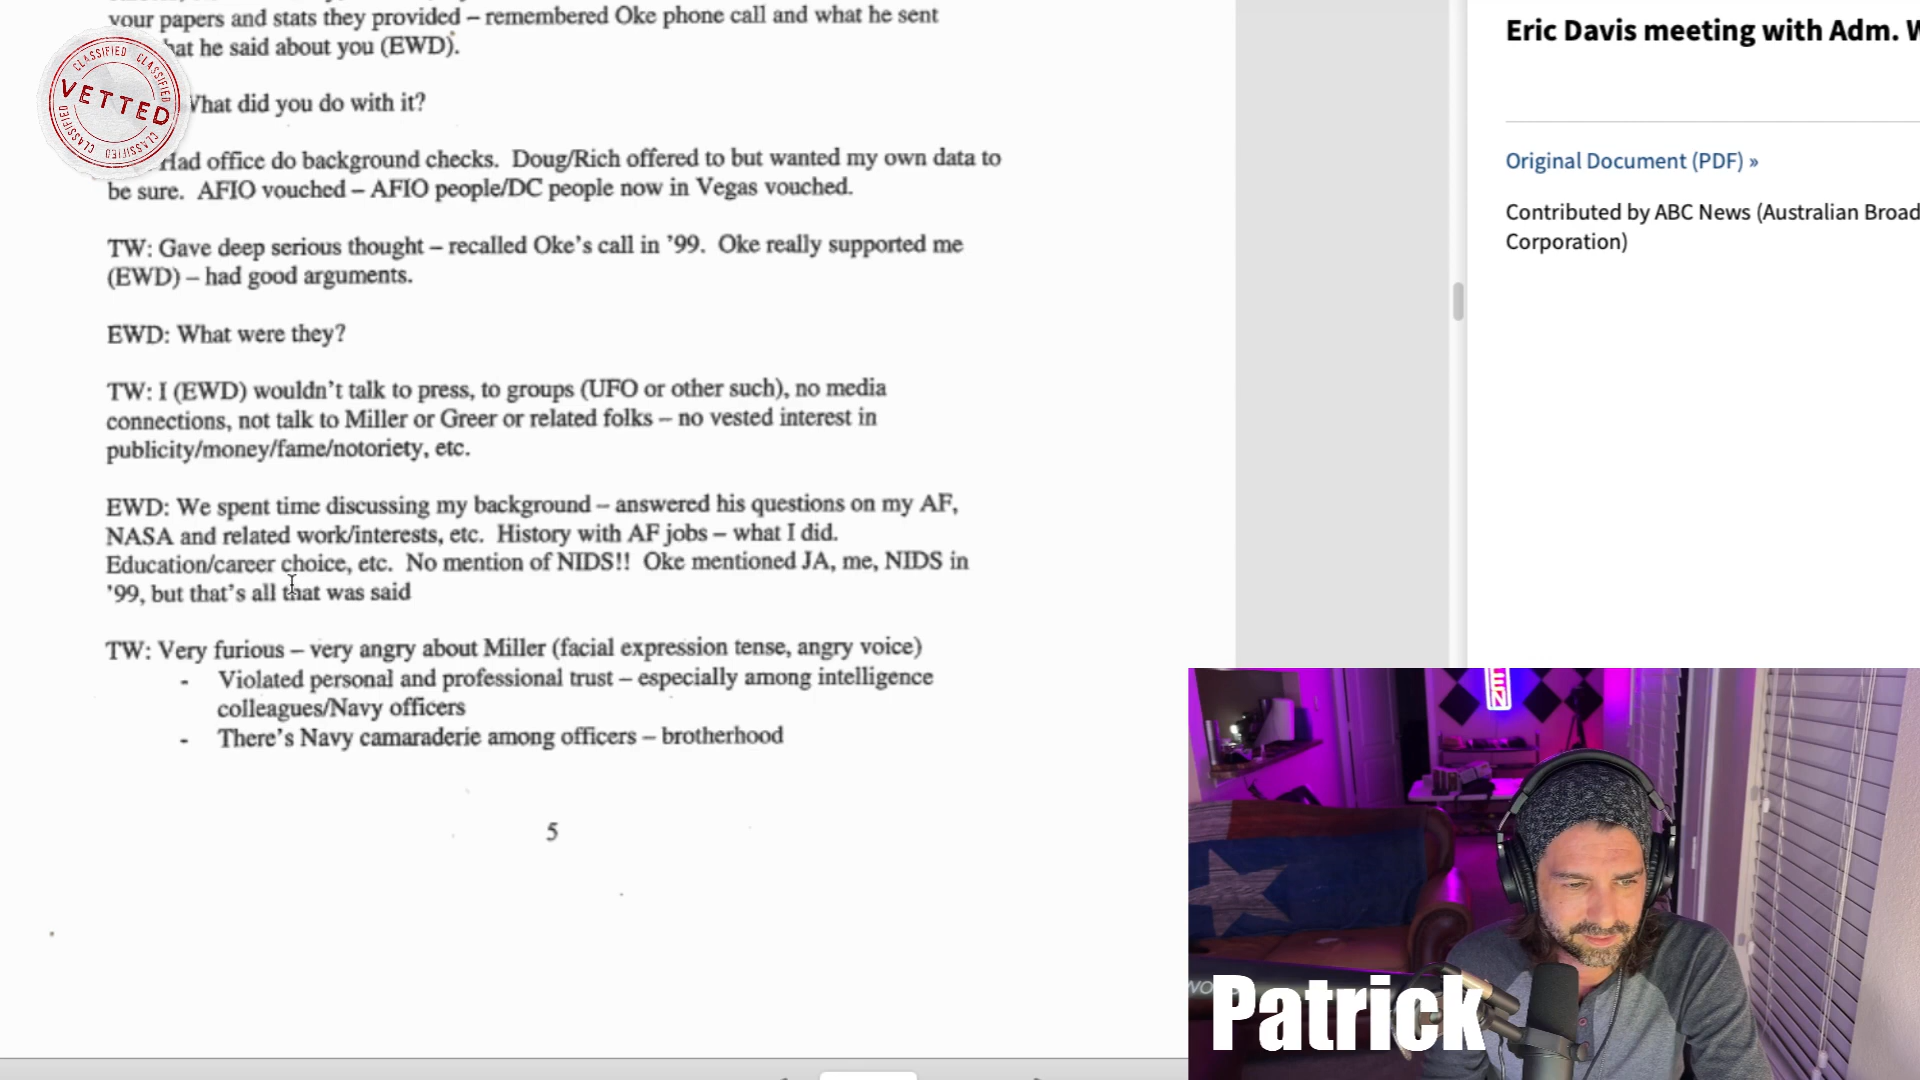 your papers and stats they provided – remembered Oke phone call and what he sent
hat he said about you (EWD).
What did you do with it?
Had office do background checks. Doug/Rich offered to but wanted my own data to
be sure. AFIO vouched – AFIO people/DC people now in Vegas vouched.
TW: Gave deep serious thought – recalled Oke's call in '99. Oke really supported me
(EWD) – had good arguments.
EWD: What were they?
TW: I (EWD) wouldn't talk to press, to groups (UFO or other such), no media
connections, not talk to Miller or Greer or related folks – no vested interest in
publicity/money/fame/notoriety, etc.
EWD: We spent time discussing my background – answered his questions on my AF,
NASA and related work/interests, etc. History with AF jobs – what I did.
Education/career choice, etc. No mention of NIDS!! Oke mentioned JA, me, NIDS in
'99, but that's all that was said
TW: Very furious – very angry about Miller (facial expression tense, angry voice)
- Violated personal and professional trust – especially among intelligence
colleagues/Navy officers
- There's Navy camaraderie among officers – brotherhood
5
CLASSIFIED CLASSIFIED
VETTED
CLASSIFIED CLASSIFIED
Eric Davis meeting with Adm. W
Original Document (PDF) »
Contributed by ABC News (Australian Broad
Corporation)
Patrick